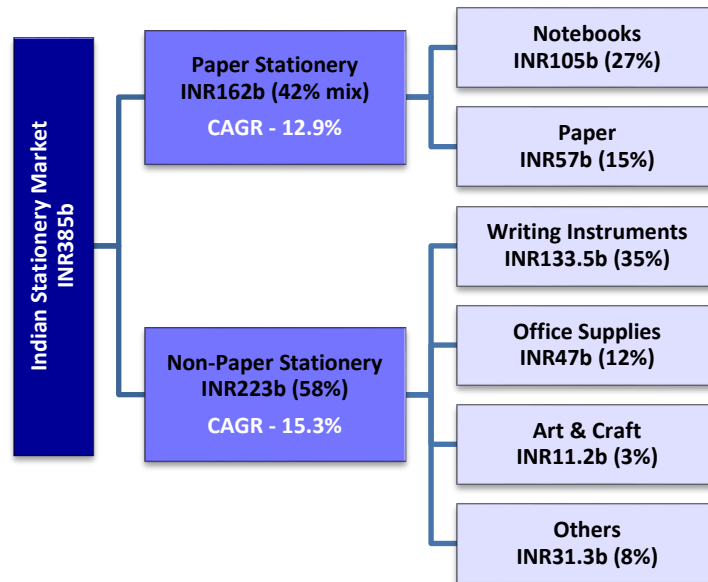 Indian Stationery Market
INR385b
Paper Stationery
INR162b (42% mix)
CAGR - 12.9%
Notebooks
INR105b (27%)
Paper
INR57b (15%)
Non-Paper Stationery
INR223b (58%)
CAGR - 15.3%
Writing Instruments
INR133.5b (35%)
Office Supplies
INR47b (12%)
Art & Craft
INR11.2b (3%)
Others
INR31.3b (8%)